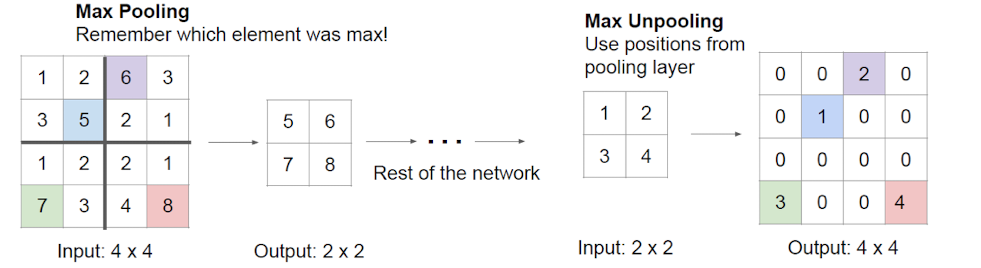 Max Pooling
Remember which element was max!
1 2 6 3
3 5 2 1
1 2 2 1
7 3 4 8
Input: 4 x 4
5 6
7 8
Output: 2 x 2
...
Rest of the network
Max Unpooling
Use positions from
pooling layer
1 2
3 4
Input: 2 x 2
0 0 2 0
0 1 0 0
0 0 0 0
3 0 0 4
Output: 4 x 4